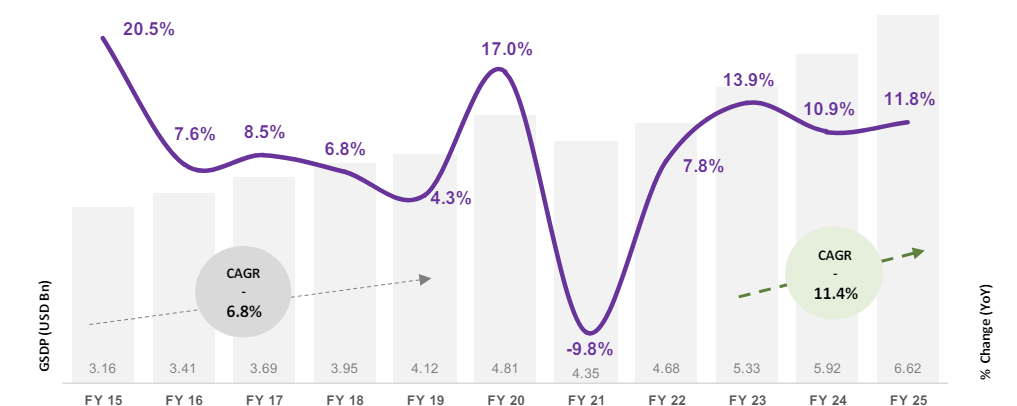 20.5%
7.6%
8.5%
6.8%
4.3%
17.0%
-9.8%
7.8%
13.9%
10.9%
11.8%
CAGR
-
6.8%
CAGR
-
11.4%
GSDP (USD Bn)
% Change (YoY)
3.16 3.41 3.69 3.95 4.12 4.81 4.35 4.68 5.33 5.92 6.62
FY 15 FY 16 FY 17 FY 18 FY 19 FY 20 FY 21 FY 22 FY 23 FY 24 FY 25